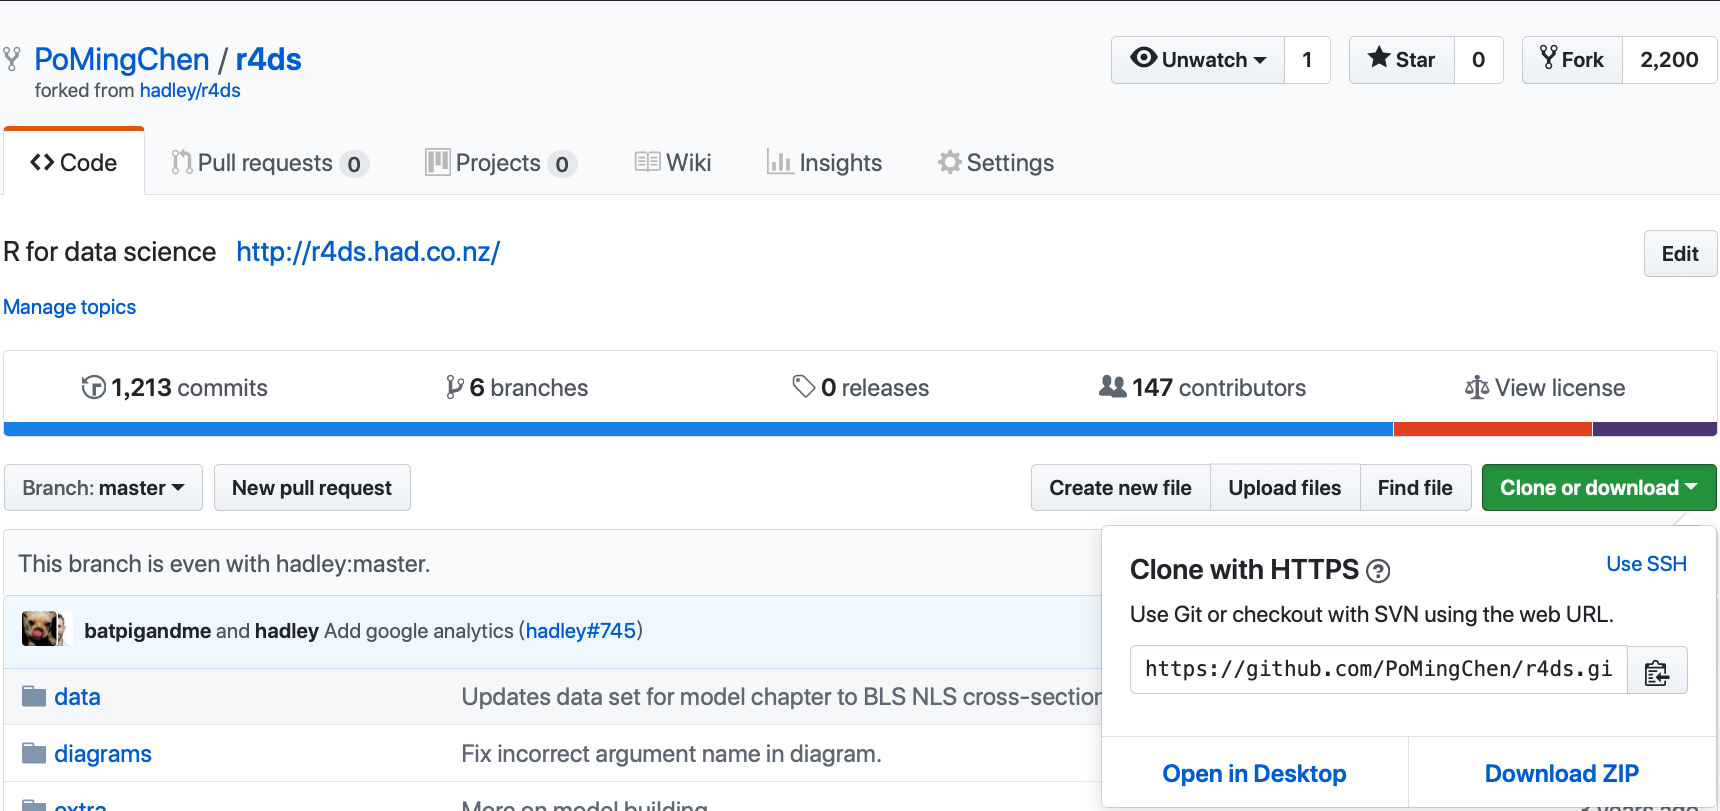 PoMingChen / r4ds
forked from hadley/r4ds
Unwatch 1 Star 0 Fork 2,200
Code Pull requests 0 Projects 0 Wiki Insights Settings
R for data science http://r4ds.had.co.nz/
Edit
Manage topics
1,213 commits 6 branches 0 releases 147 contributors View license
Branch: master New pull request Create new file Upload files Find file Clone or download
This branch is even with hadley:master.
batpigandme and hadley Add google analytics (hadley#745)
data Updates data set for model chapter to BLS NLS cross-section
diagrams Fix incorrect argument name in diagram.
extra More on model building 3 years ago
Clone with HTTPS ? Use SSH
Use Git or checkout with SVN using the web URL.
https://github.com/PoMingChen/r4ds.gi
Open in Desktop Download ZIP